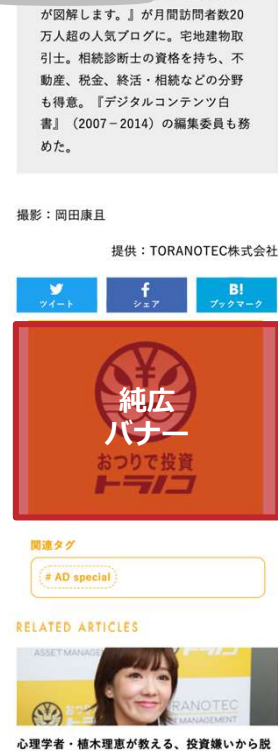 が図解します。』が月間訪問者数20
万人超の人気ブログに。宅地建物取
引士。相続診断士の資格を持ち、不
動産、税金、終活・相続などの分野
も得意。『デジタルコンテンツ白
書』（2007−2014）の編集委員も務
めた。
撮影：岡田康且
提供：TORANOTEC株式会社
ツイート
シェア
B!
ブックマーク
純広
バナー
おつりで投資
トラノコ
関連タグ
# AD special
RELATED ARTICLES
ASSET MANAGE
RANOTEC
MANAGEMENT
心理学者・植木理恵が教える、投資嫌いから脱